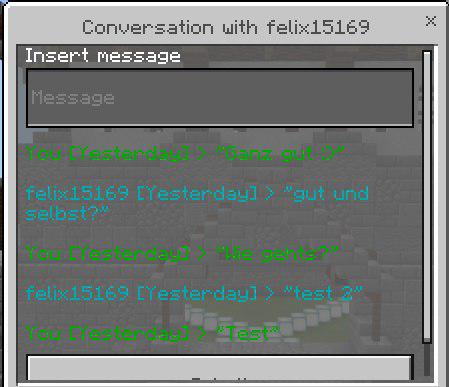 Conversation with felix15169
Insert message
Message
You [Yesterday] > "Ganz gut :)"
felix15169 [Yesterday] > "gut und
selbst?"
You [Yesterday] > "Wie gehts?"
felix15169 [Yesterday] > "test 2"
You [Yesterday] > "Test"